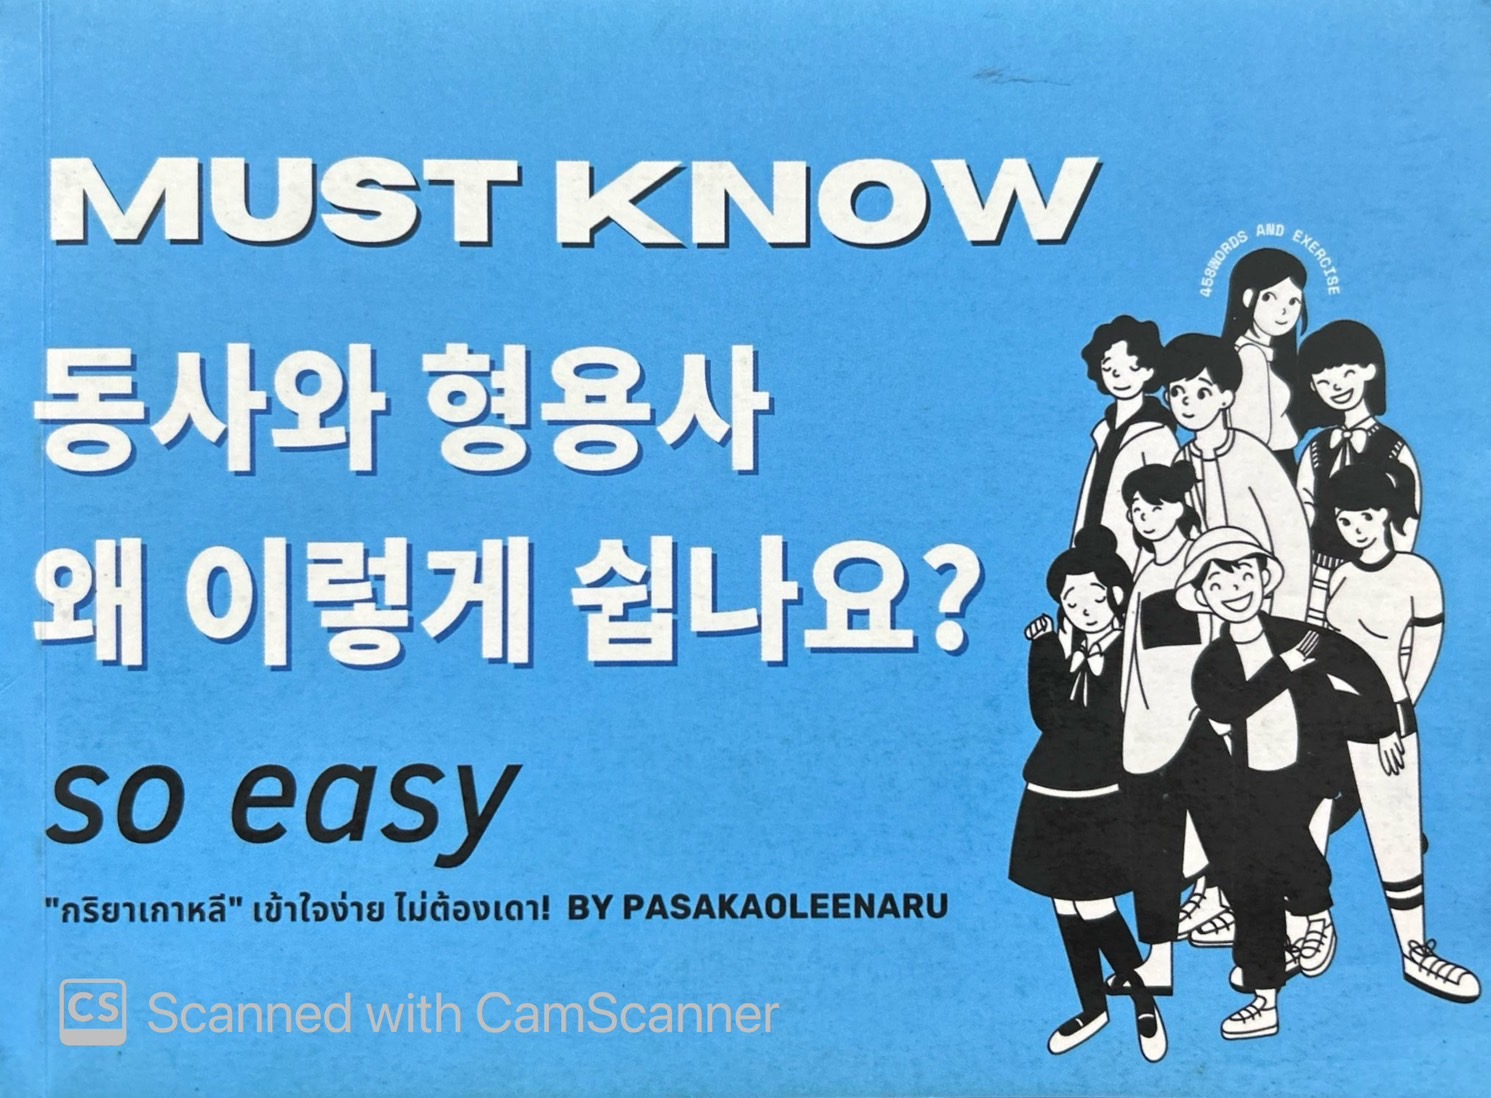 MUST KNOW
458WORDS AND EXERCISE
동사와 형용사
왜 이렇게 쉽나요?
so easy
"กริยาเกาหลี" เข้าใจง่าย ไม่ต้องเดา! BY PASAKAOLEENARU
CS Scanned with CamScanner